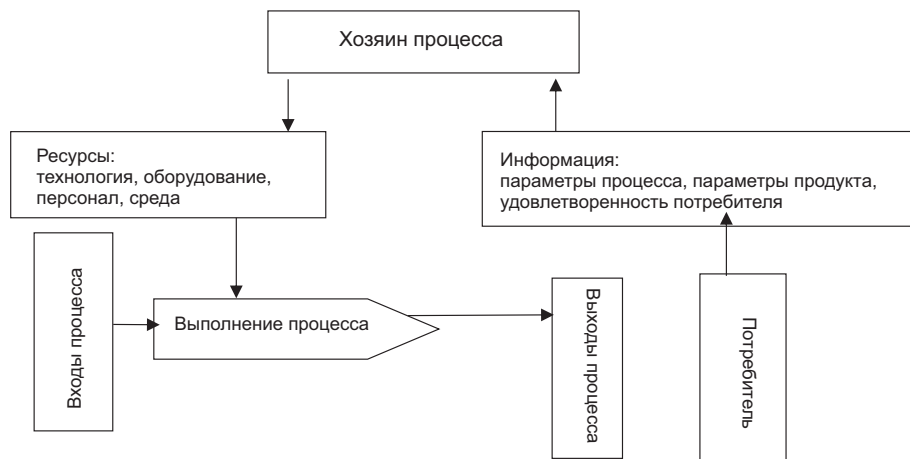 Хозяин процесса
Ресурсы:
технология, оборудование,
персонал, среда
Информация:
параметры процесса, параметры продукта,
удовлетворенность потребителя
Входы процесса
Выполнение процесса
Выходы процесса
Потребитель